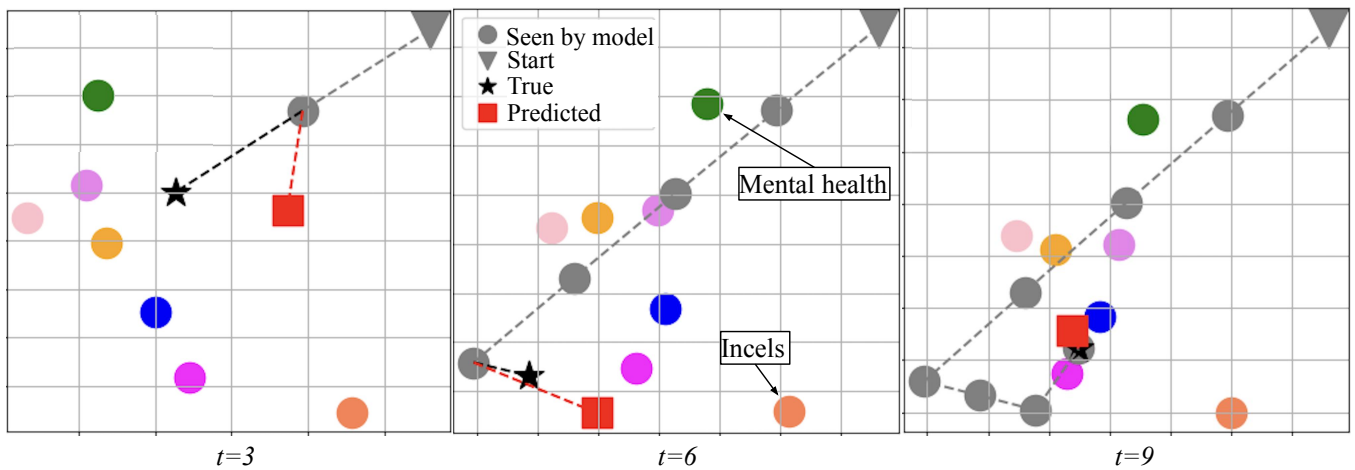 Seen by model
Start
True
Predicted
Mental health
Incels
t=3
t=6
t=9